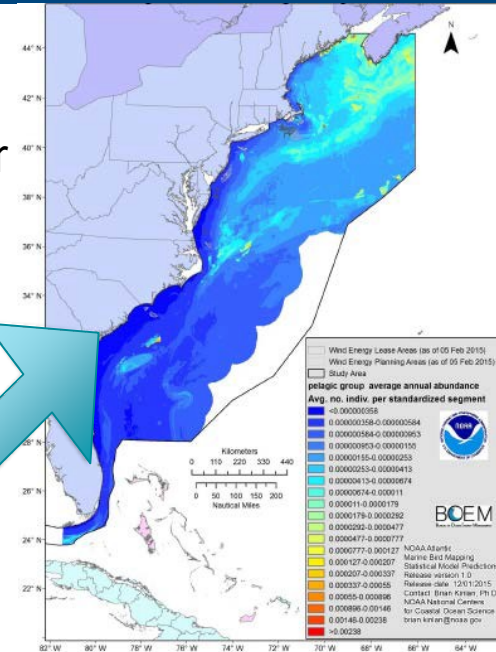 r
N
44° N
42° N
40° N
38° N
36° N
34° N
28° N
26° N
24° N
22° N
82° W 80° W 78° W 76° W 74° W 72° W 70° W 68° W 66° W
Kilometers
0 110 220 330 440
0 50 100 150 200
Nautical Miles
Wind Energy Lease Areas (as of 05 Feb 2015)
Wind Energy Planning Areas (as of 05 Feb 2015)
Study Area
pelagic group average annual abundance
Avg. no. indiv. per standardized segment
<0.000000358
0.000000358-0.000000584
0.000000584-0.000000953
0.000000953-0.00000155
0.00000155-0.00000253
0.00000253-0.00000413
0.00000413-0.00000674
0.00000674-0.000011
0.000011-0.0000179
0.0000179-0.0000292
0.0000292-0.0000477
0.0000477-0.0000777
0.0000777-0.000127
0.000127-0.000207
0.000207-0.000337
0.000337-0.00055
0.00055-0.000896
0.000896-0.00146
0.00146-0.00238
>0.00238
NOAA
BOEM
NOAA Atlantic
Marine Bird Mapping
Statistical Model Predictions
Release version 1.0
Release date: 12/01/2015
Contact: Brian Kinlan, Ph.D.
NOAA National Centers
for Coastal Ocean Science
brian.kinlan@noaa.gov